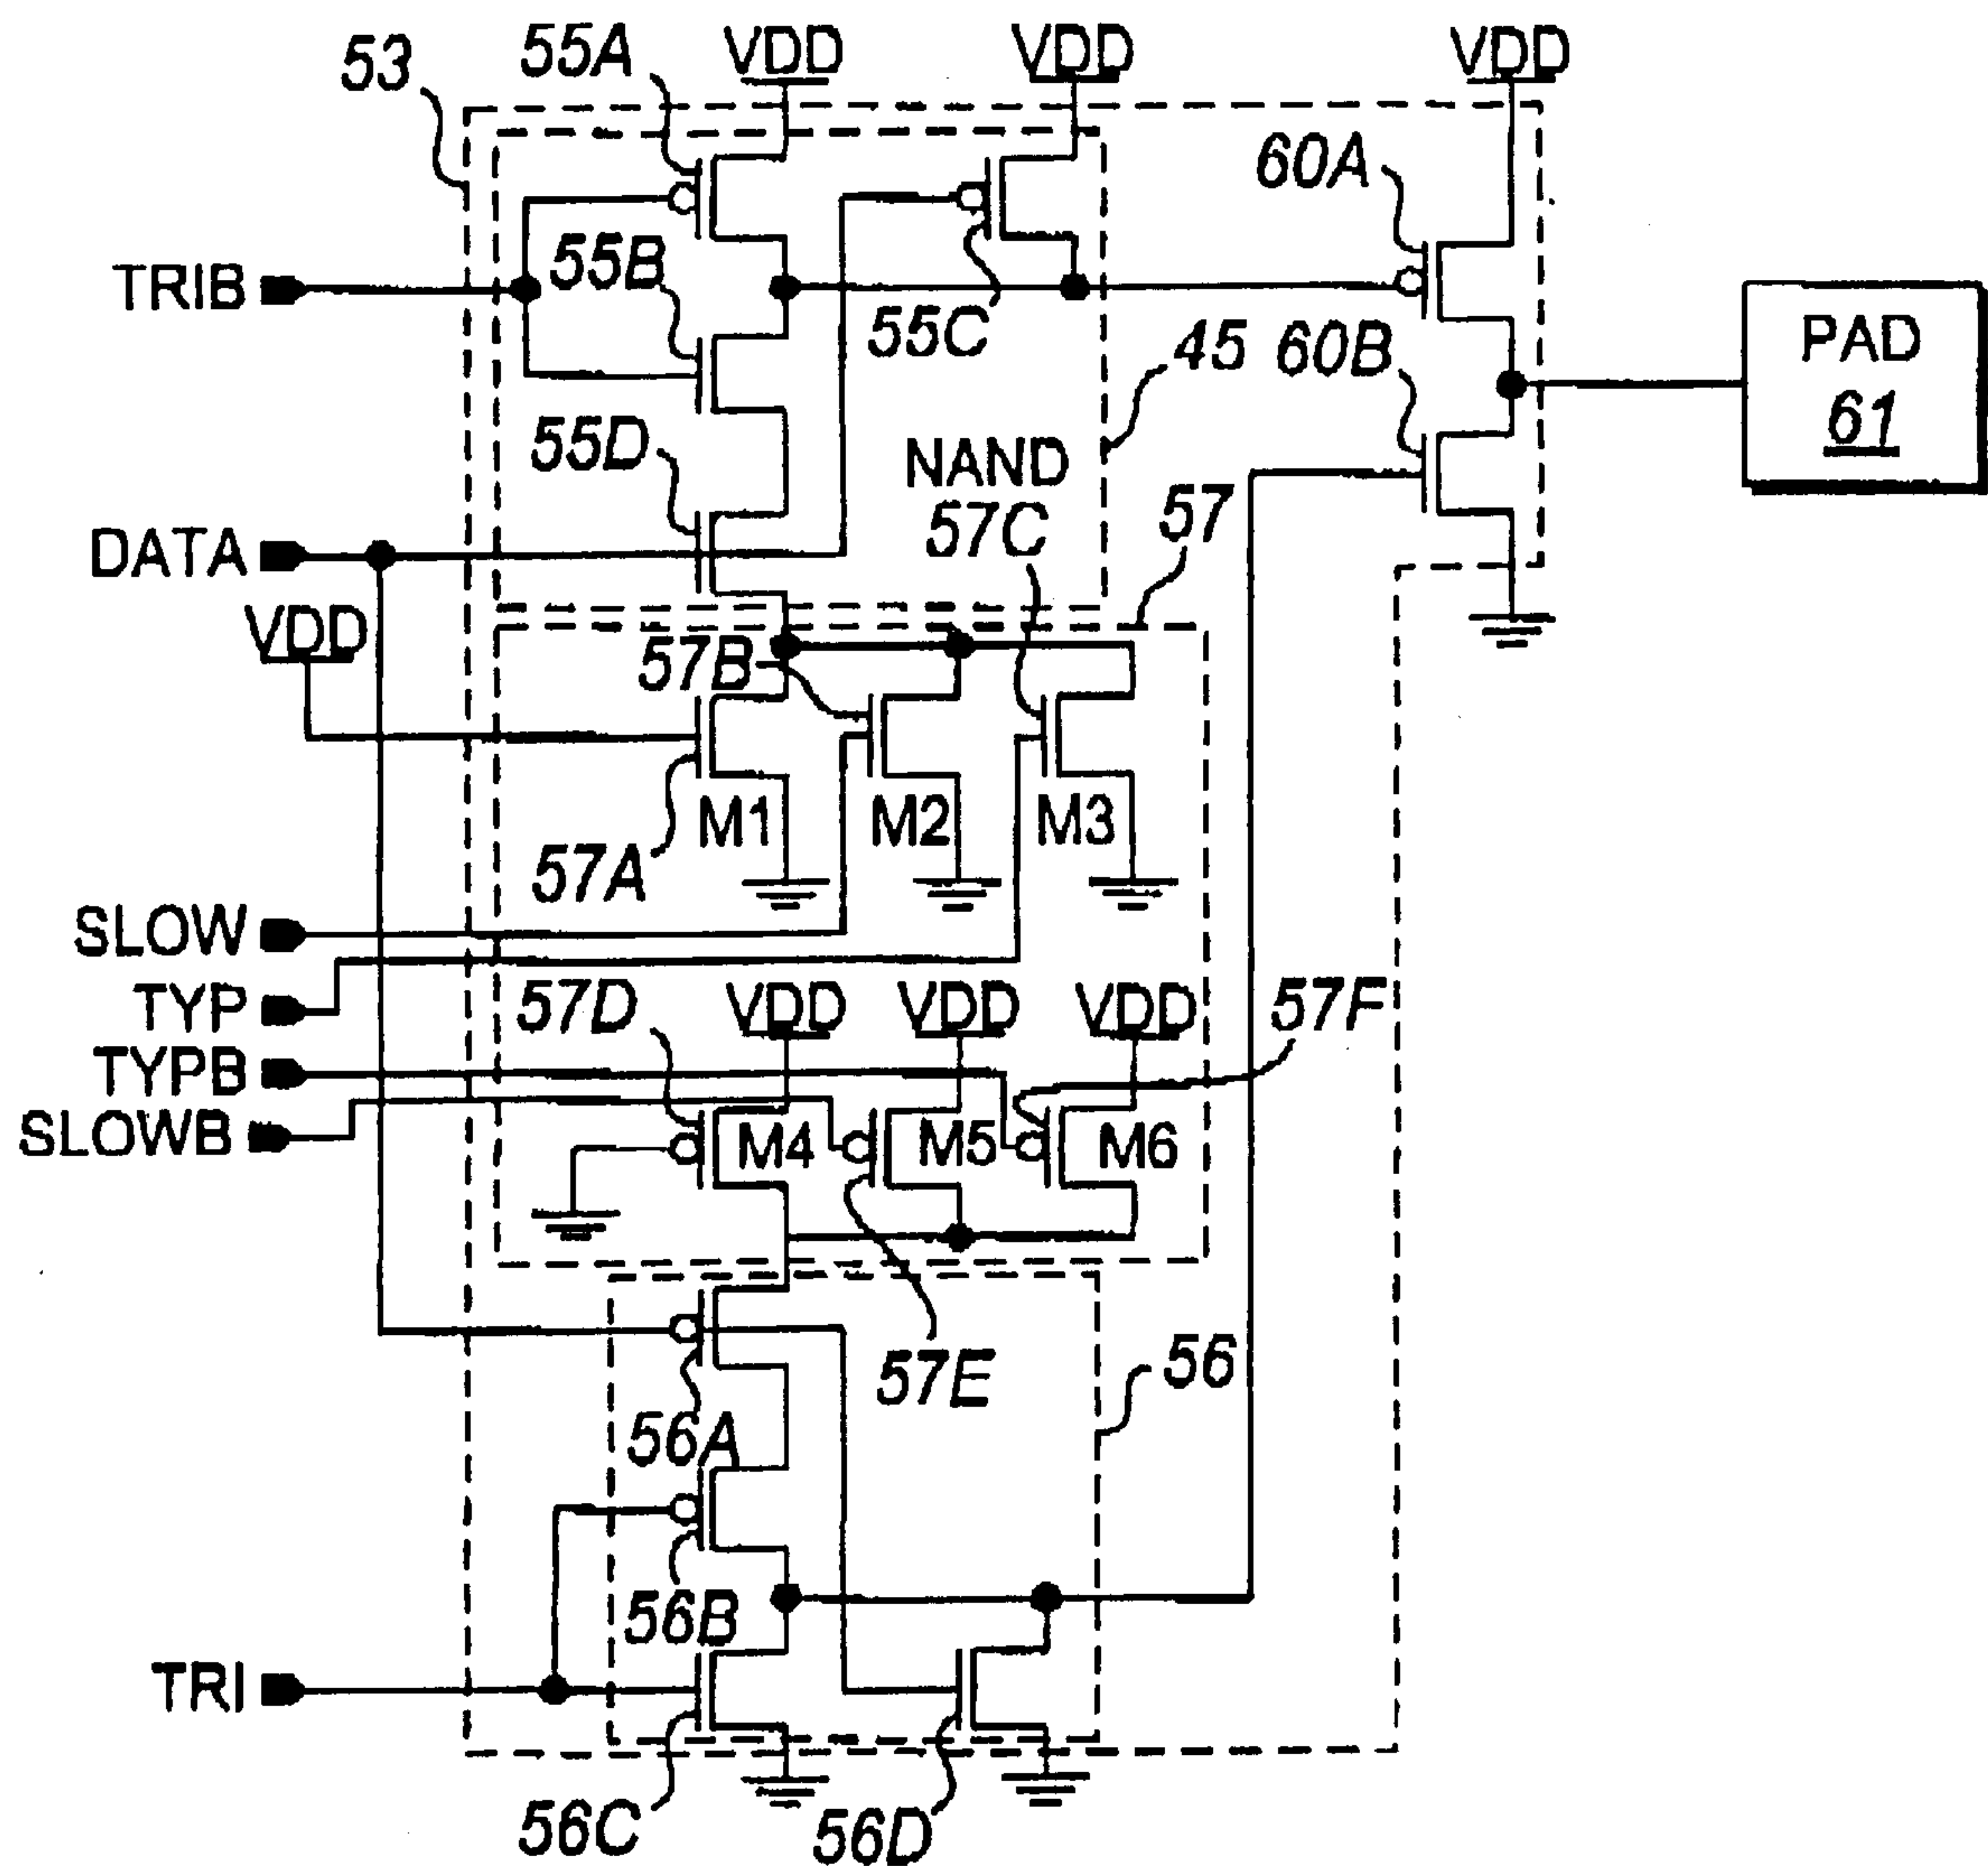 53
55A
VDD
VDD
VDD
60A
TRIB
55B
55C
45
60B
PAD
61
55D
NAND
57C
57
DATA
VDD
57B
M1
M2
M3
57A
SLOW
TYP
57D
VDD
VDD
VDD
57F
TYPB
SLOWB
M4
M5
M6
57E
56
56A
56B
TRI
56C
56D